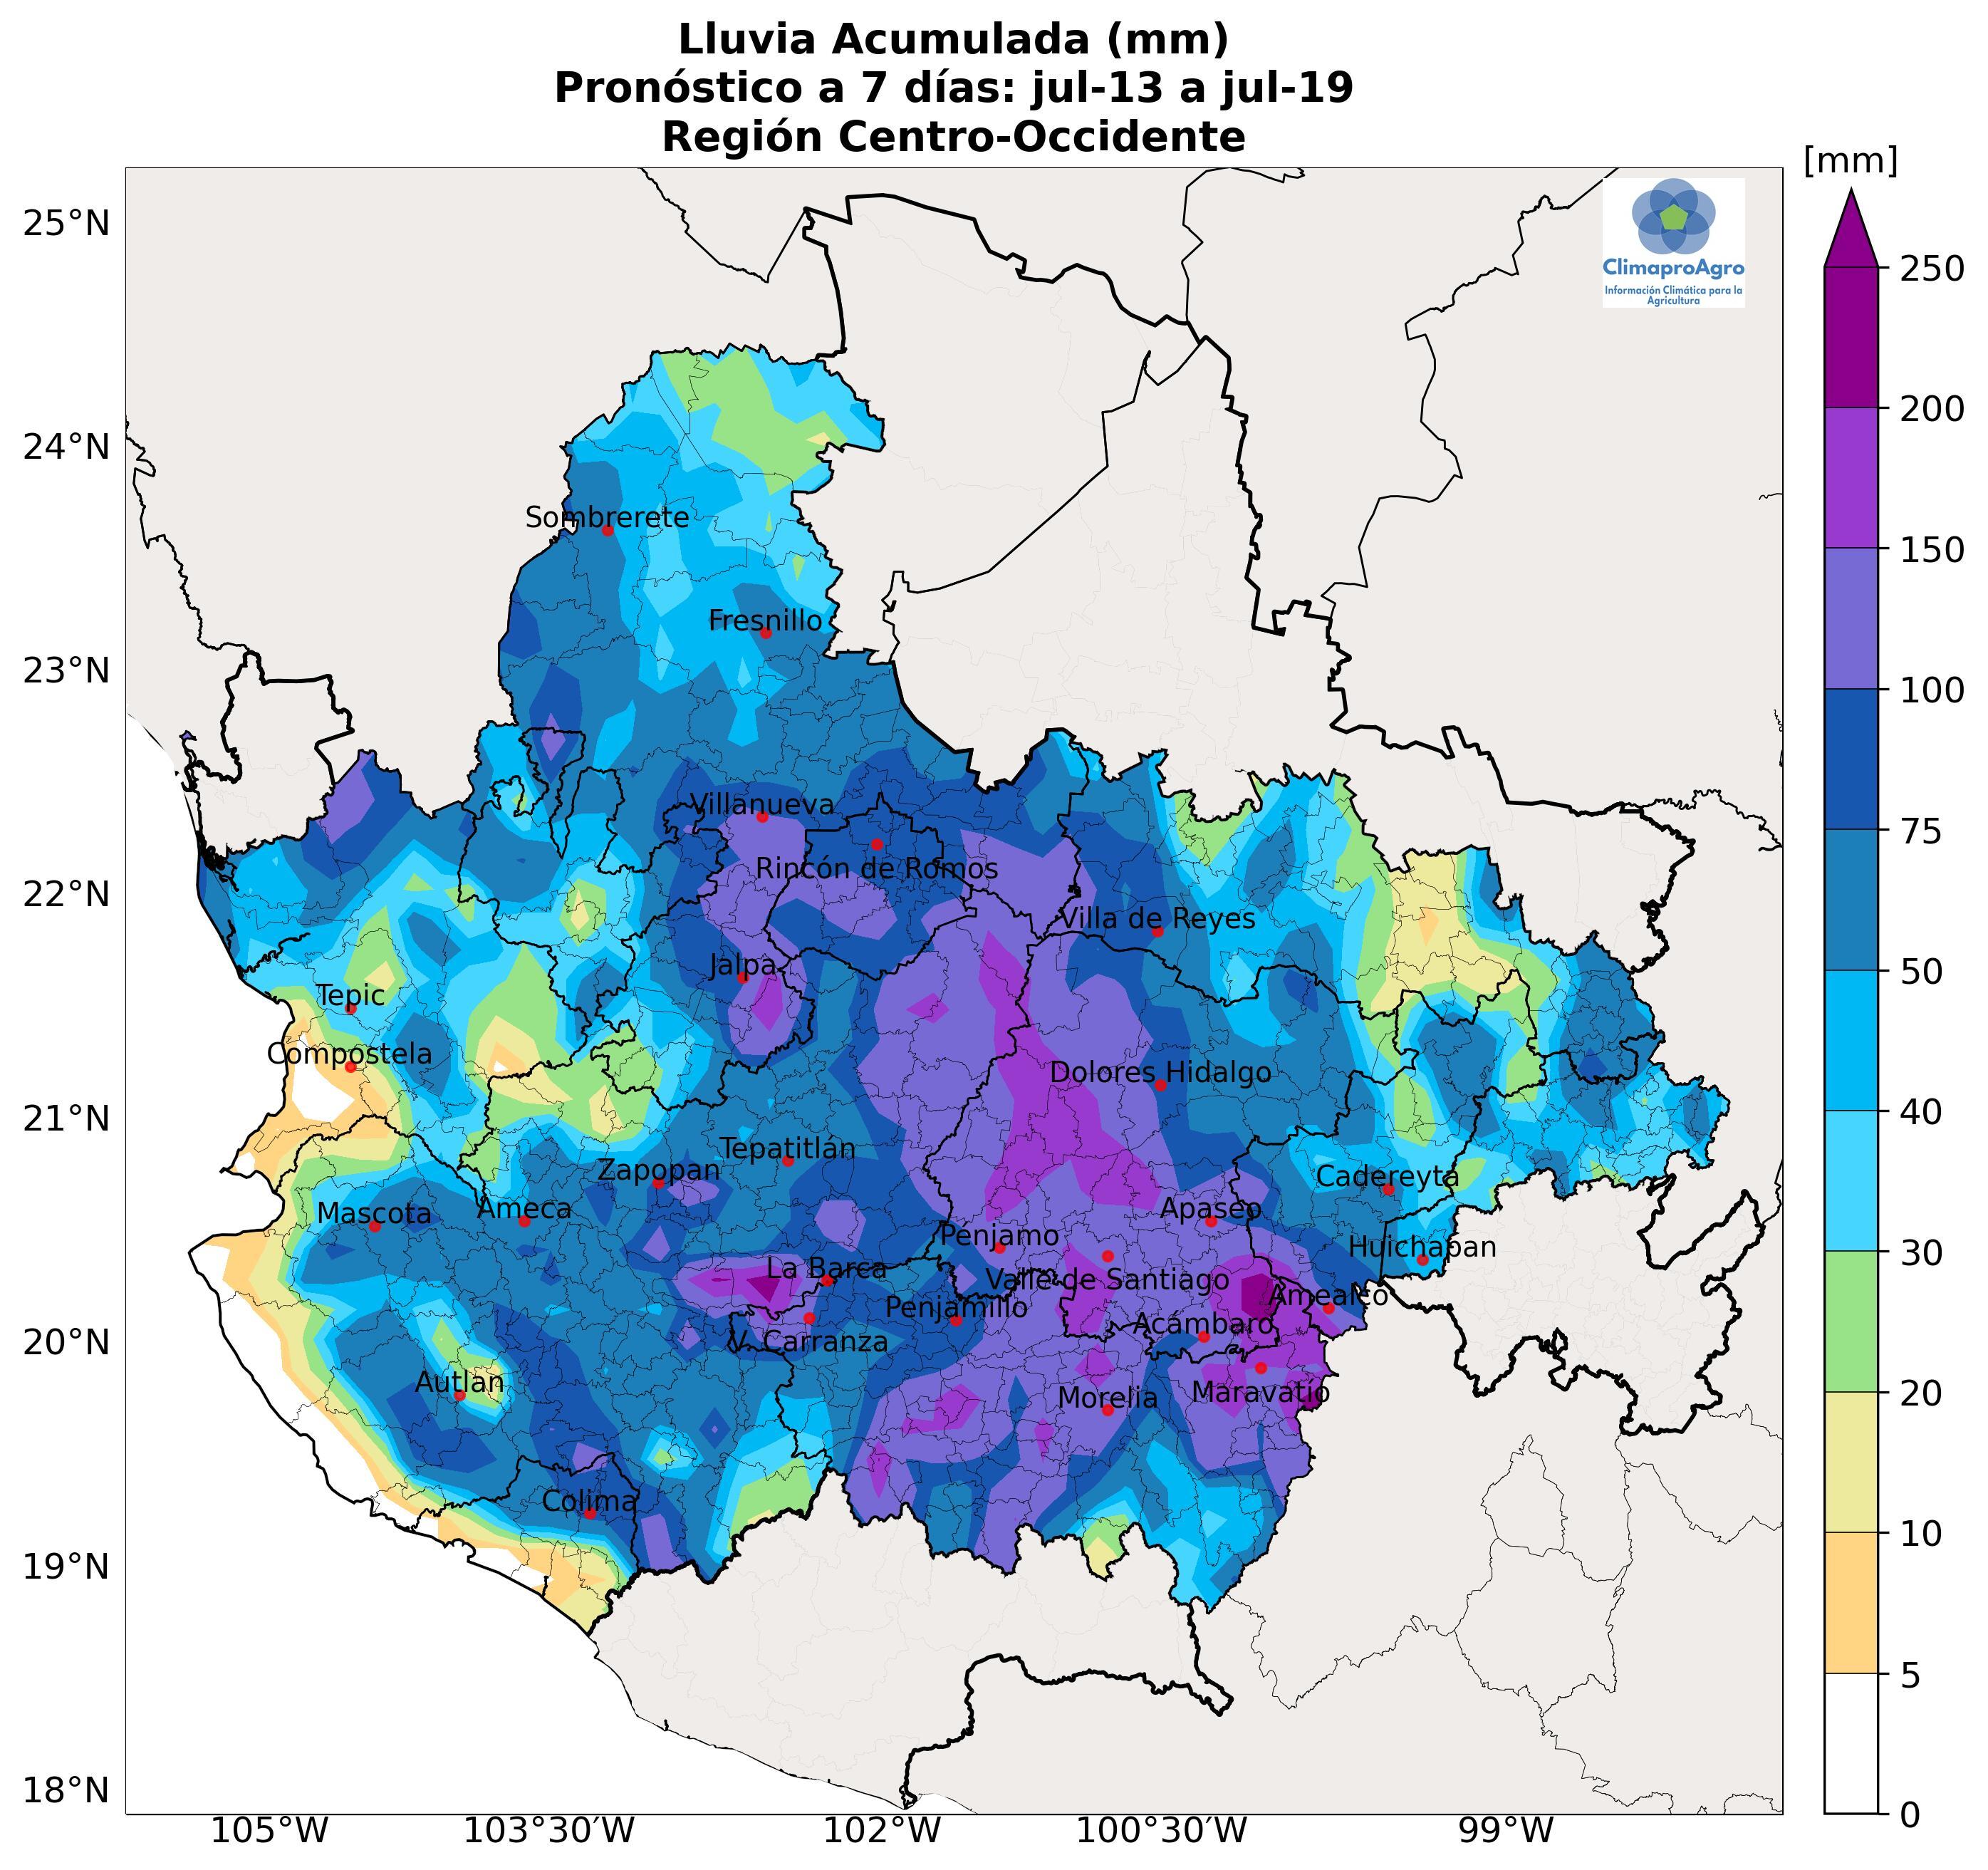 Lluvia Acumulada (mm)
Pronóstico a 7 días: jul-13 a jul-19
Región Centro-Occidente
[mm]
25°N
24°N
23°N
22°N
21°N
20°N
19°N
18°N
105°W
103°30'W
102°W
100°30'W
99°W
ClimaproAgro
Información Climática para la
Agricultura
250
200
150
100
75
50
40
30
20
10
5
0
Sombrerete
Fresnillo
Villanueva
Rincón de Romos
Villa de Reyes
Jalpa
Tepic
Compostela
Dolores Hidalgo
Tepatitlán
Zapopan
Cadereyta
Ameca
Mascota
Apaseo
Penjamo
Huichapan
La Barca
Valle de Santiago
Amealco
Penjamillo
Acámbaro
V. Carranza
Autlan
Morelia
Maravatío
Colima